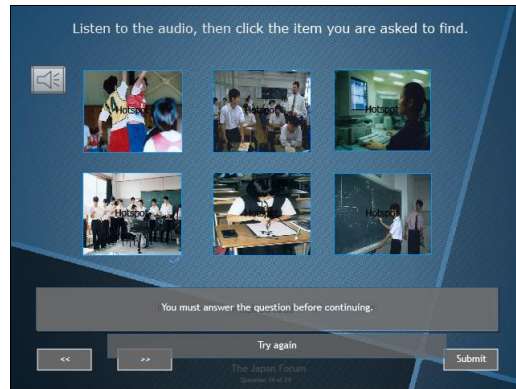 Listen to the audio, then click the item you are asked to find.
Hotspot
Hotspot
Hotspot
Hotspot
Hotspot
Hotspot
You must answer the question before continuing.
Try again
<<
>>
Submit
The Japan Forum